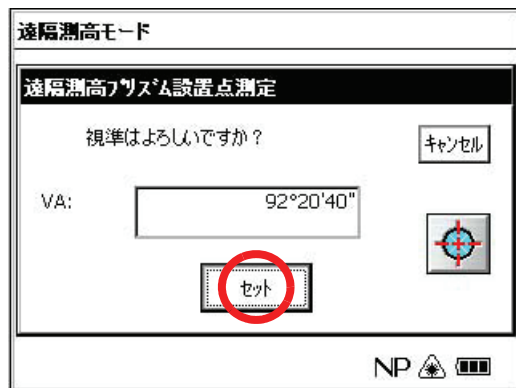 遠隔測高モード
遠隔測高プリズム設置点測定
視準はよろしいですか？
キャンセル
VA:
92°20'40"
セット
NP